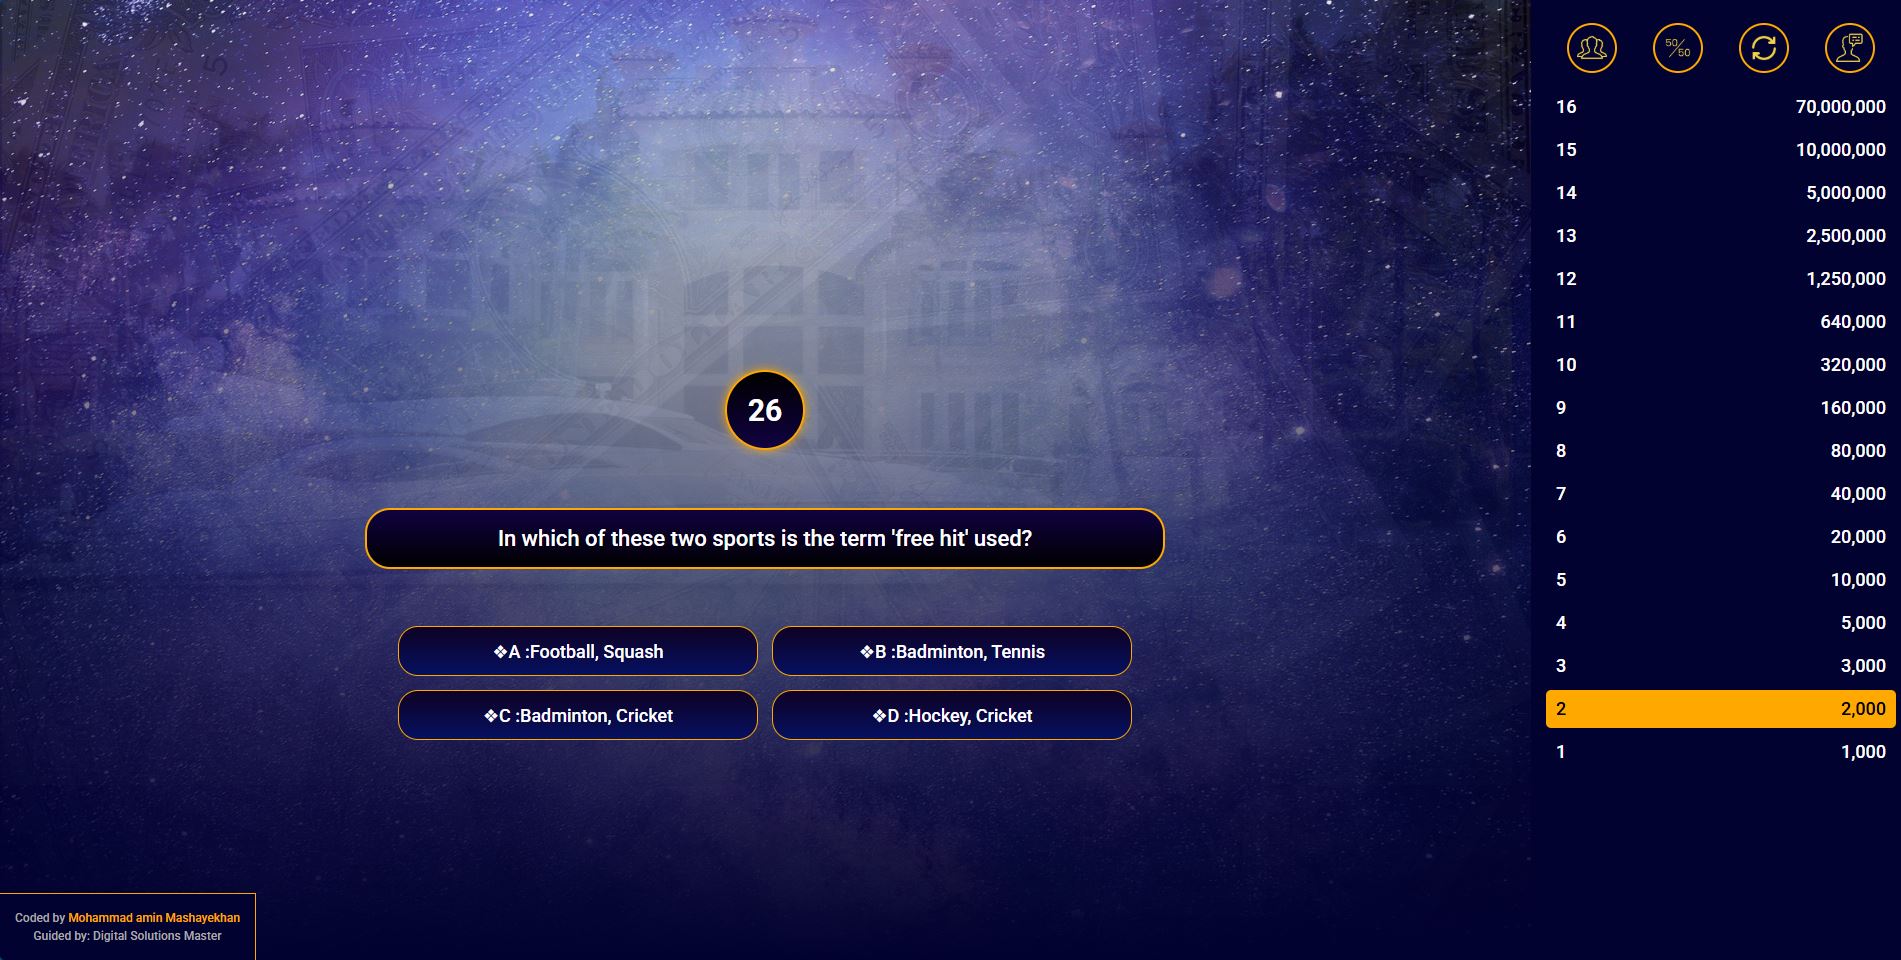 50/50
16 70,000,000
15 10,000,000
14 5,000,000
13 2,500,000
12 1,250,000
11 640,000
10 320,000
9 160,000
8 80,000
7 40,000
6 20,000
5 10,000
4 5,000
3 3,000
2 2,000
1 1,000
26
In which of these two sports is the term 'free hit' used?
❖A :Football, Squash
❖B :Badminton, Tennis
❖C :Badminton, Cricket
❖D :Hockey, Cricket
Coded by Mohammad amin Mashayekhan
Guided by: Digital Solutions Master